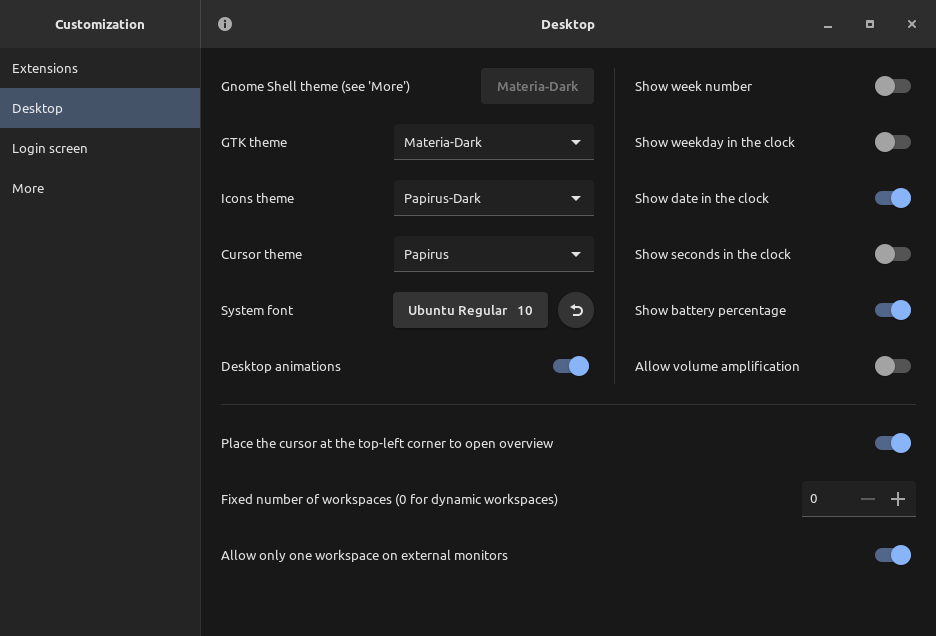 Customization
Desktop
Extensions
Desktop
Login screen
More
Gnome Shell theme (see 'More')
Materia-Dark
GTK theme
Materia-Dark
Icons theme
Papirus-Dark
Cursor theme
Papirus
System font
Ubuntu Regular 10
Desktop animations
Show week number
Show weekday in the clock
Show date in the clock
Show seconds in the clock
Show battery percentage
Allow volume amplification
Place the cursor at the top-left corner to open overview
Fixed number of workspaces (0 for dynamic workspaces)
0
Allow only one workspace on external monitors